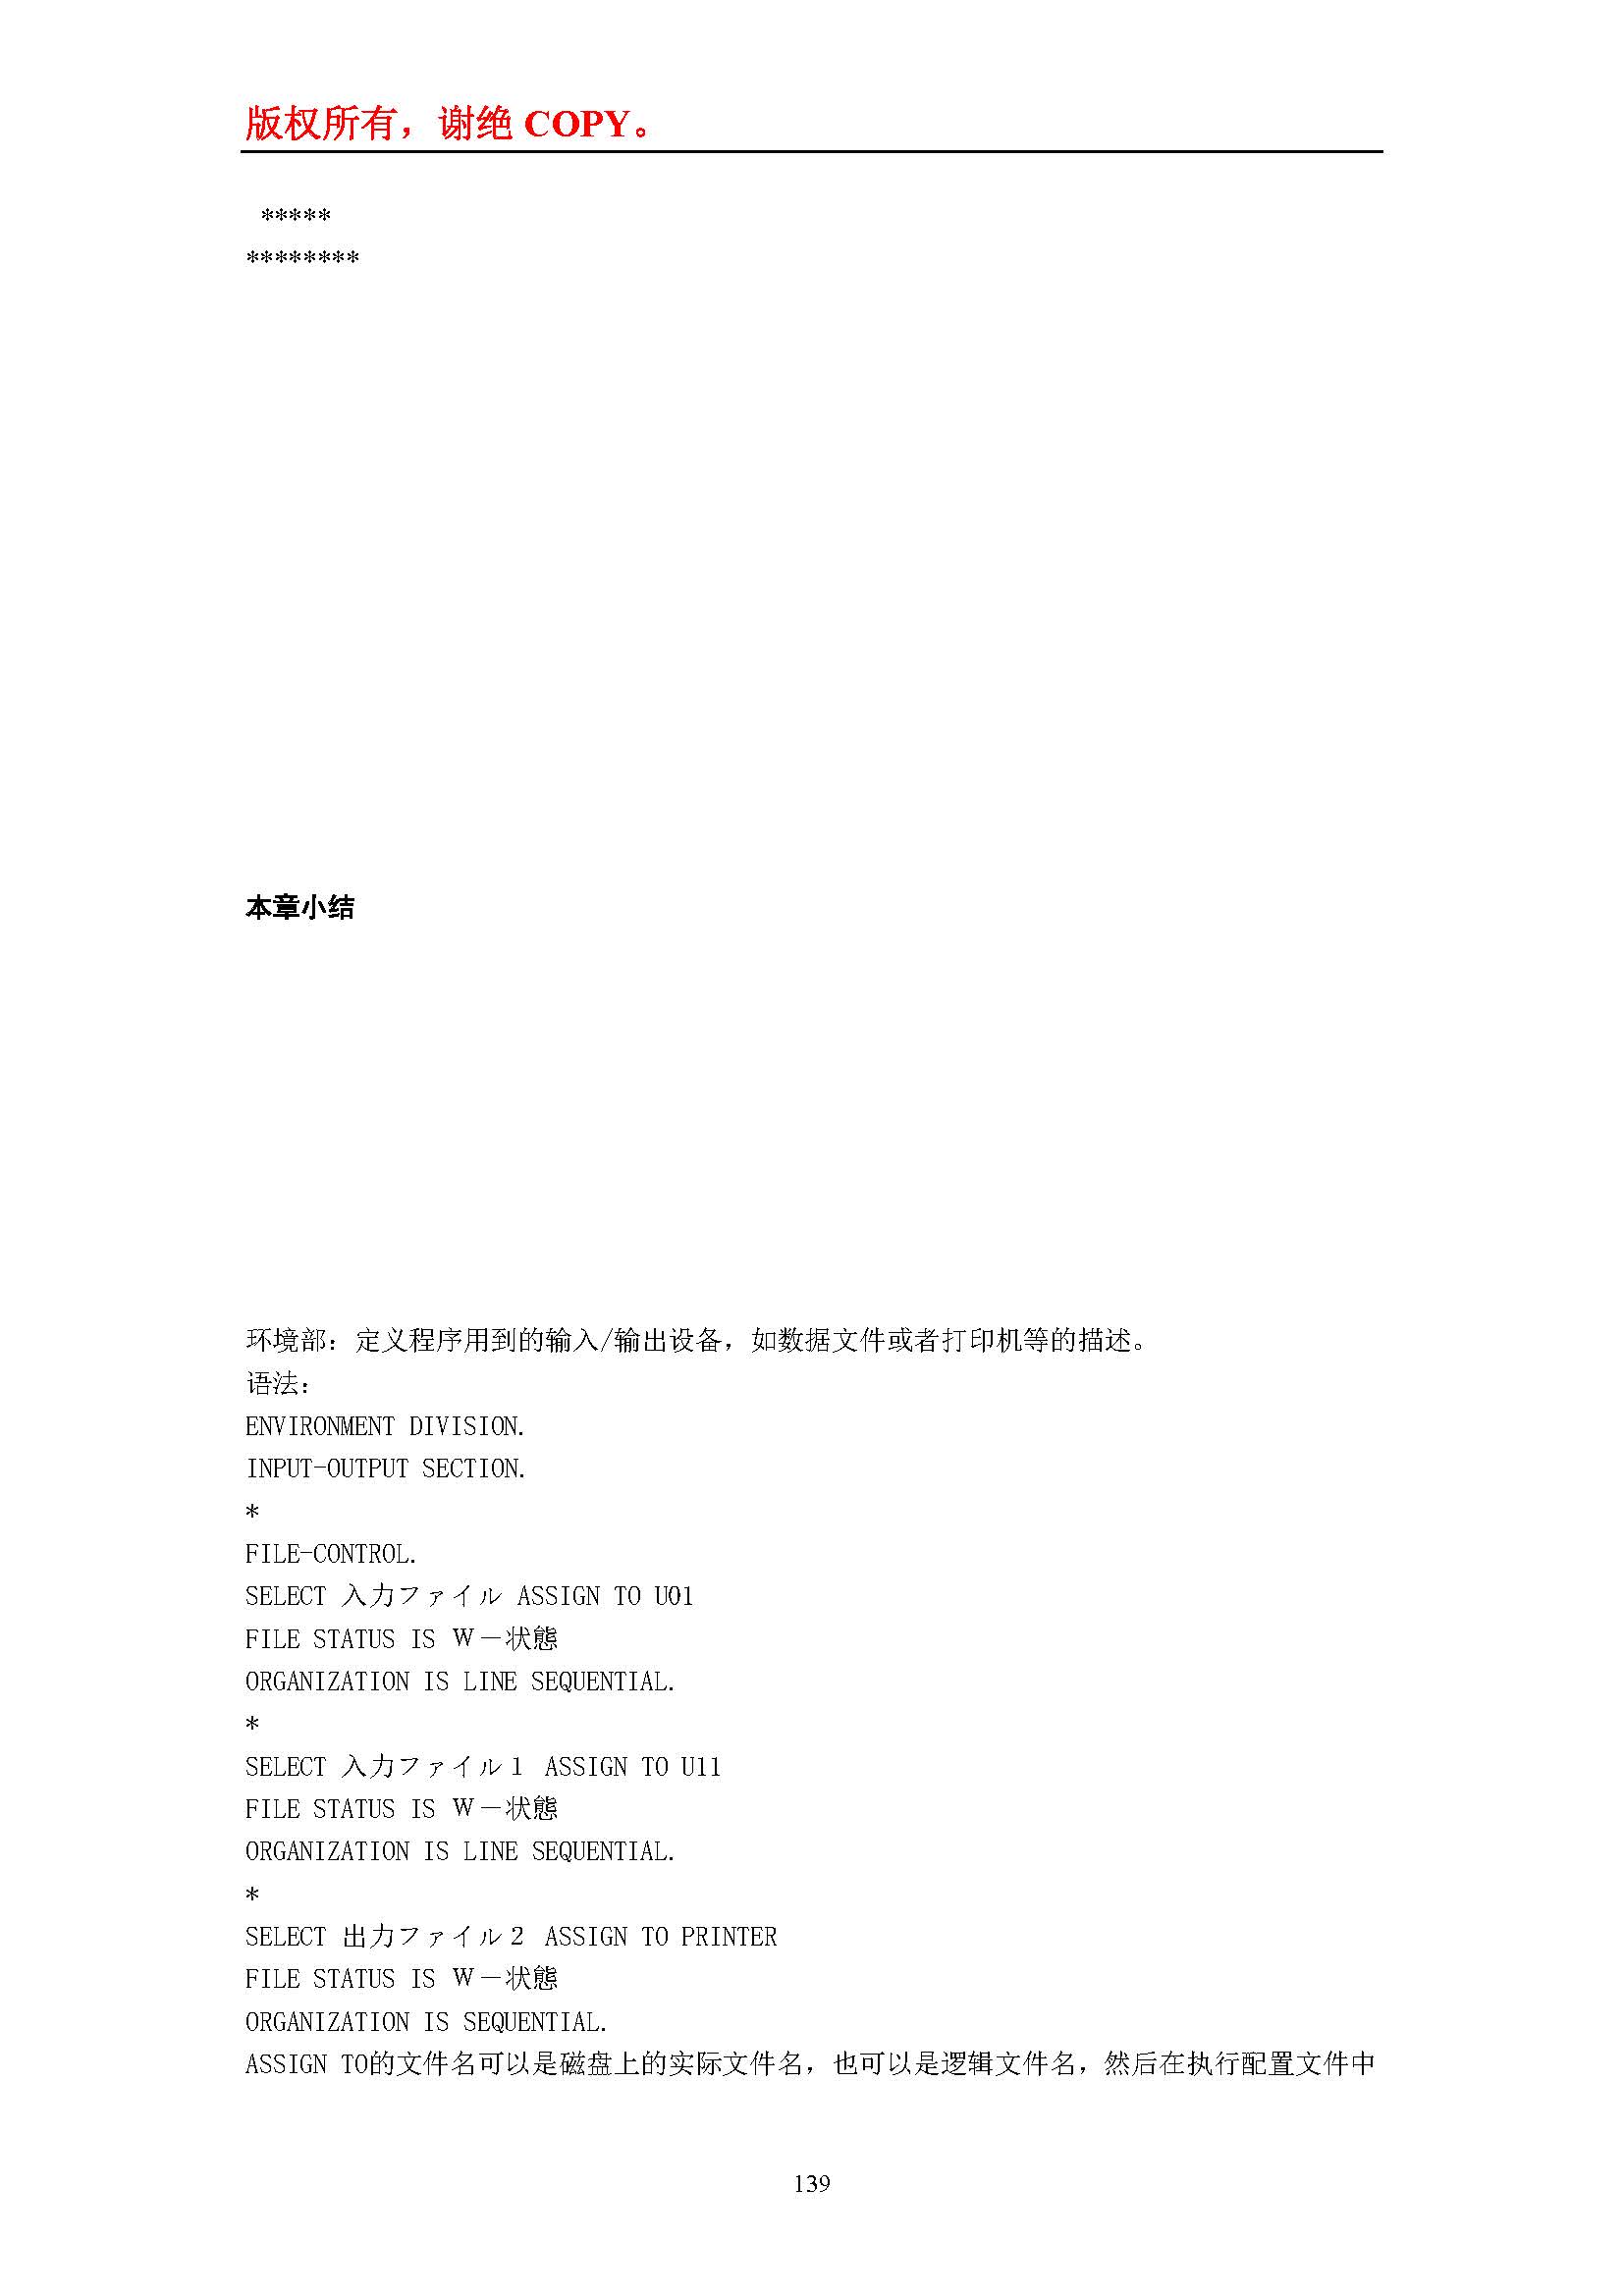 版权所有，谢绝 COPY。
*****
********
本章小结
环境部：定义程序用到的输入/输出设备，如数据文件或者打印机等的描述。
语法：
ENVIRONMENT DIVISION.
INPUT-OUTPUT SECTION.
*
FILE-CONTROL.
SELECT 入力ファイル ASSIGN TO U01
FILE STATUS IS Ｗ－状態
ORGANIZATION IS LINE SEQUENTIAL.
*
SELECT 入力ファイル１ ASSIGN TO U11
FILE STATUS IS Ｗ－状態
ORGANIZATION IS LINE SEQUENTIAL.
*
SELECT 出力ファイル２ ASSIGN TO PRINTER
FILE STATUS IS Ｗ－状態
ORGANIZATION IS SEQUENTIAL.
ASSIGN TO的文件名可以是磁盘上的实际文件名，也可以是逻辑文件名，然后在执行配置文件中
139